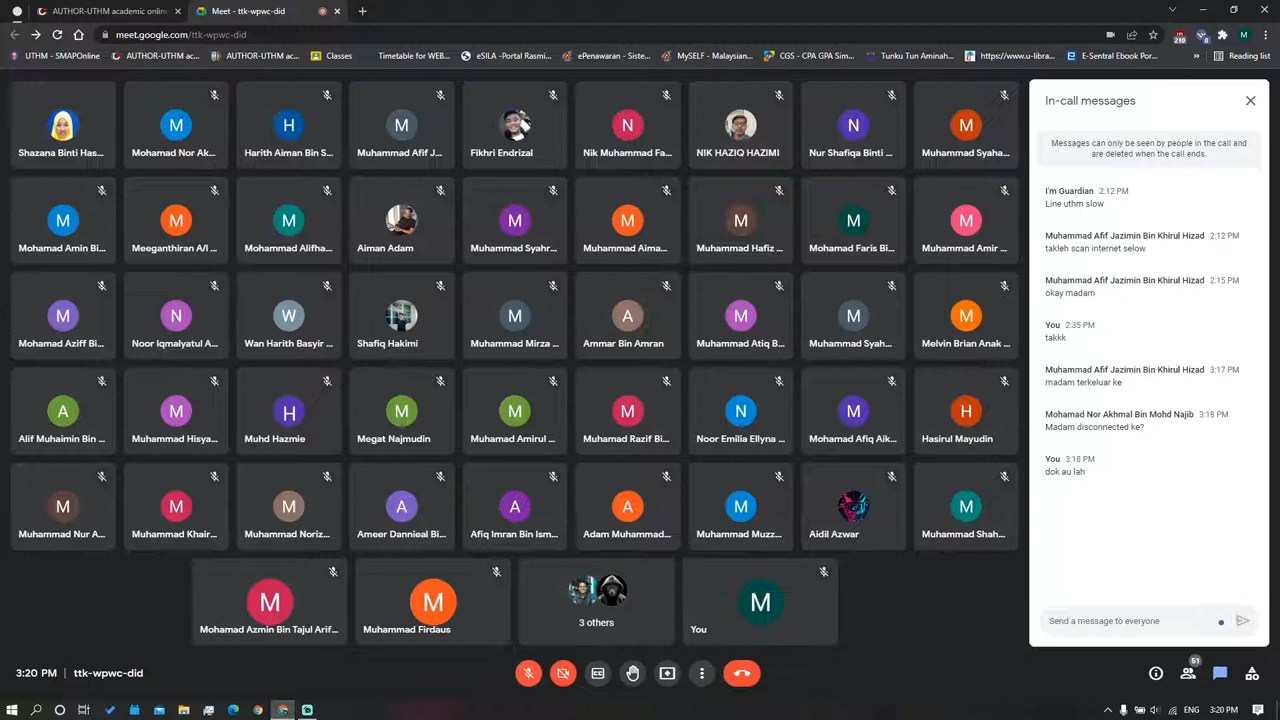 AUTHOR-UTHM academic online
Meet - ttk-wpwc-did
meet.google.com/ttk-wpwc-did
210
0
M
UTHM - SMAPOnline
AUTHOR-UTHM ac...
AUTHOR-UTHM aca...
Classes
Timetable for WEB...
eSILA -Portal Rasmi...
ePenawaran - Siste...
MySELF - Malaysian...
CGS - CPA GPA Sim...
Tunku Tun Aminah...
https://www.u-libra...
E-Sentral Ebook Por...
»
Reading list
Shazana Binti Has...
M
Mohamad Nor Ak...
H
Harith Aiman Bin S...
M
Muhammad Afif J...
Fikhri Endrizal
N
Nik Muhammad Fa...
NIK HAZIQ HAZIMI
N
Nur Shafiqa Binti ...
M
Muhammad Syaha...
M
Mohamad Amin Bi...
M
Meeganthiran A/l ...
M
Mohammad Alifha...
Aiman Adam
M
Muhammad Syahr...
M
Muhammad Aima...
M
Muhammad Hafiz ...
M
Mohamad Faris Bi...
M
Muhammad Amir ...
M
Mohamad Aziff Bi...
N
Noor Iqmalyatul A...
W
Wan Harith Basyir ...
Shafiq Hakimi
M
Muhammad Mirza ...
A
Ammar Bin Amran
M
Muhammad Atiq B...
M
Muhammad Syah...
M
Melvin Brian Anak ...
A
Alif Muhaimin Bin ...
M
Muhammad Hisya...
H
Muhd Hazmie
M
Megat Najmudin
M
Muhamad Amirul ...
M
Muhamad Razif Bi...
N
Noor Emilia Ellyna ...
M
Mohamad Afiq Aik...
H
Hasirul Mayudin
M
Muhammad Nur A...
M
Muhammad Khair...
M
Muhammad Noriz...
A
Ameer Dannieal Bi...
A
Afiq Imran Bin Ism...
A
Adam Muhammad...
M
Muhammad Muzz...
Aidil Azwar
M
Muhammad Shah...
M
Mohamad Azmin Bin Tajul Arif...
M
Muhammad Firdaus
3 others
M
You
In-call messages
Messages can only be seen by people in the call and
are deleted when the call ends.
I'm Guardian 2:12 PM
Line uthm slow
Muhammad Afif Jazimin Bin Khirul Hizad 2:12 PM
takleh scan internet selow
Muhammad Afif Jazimin Bin Khirul Hizad 2:15 PM
okay madam
You 2:35 PM
takkk
Muhammad Afif Jazimin Bin Khirul Hizad 3:17 PM
madam terkeluar ke
Mohamad Nor Akhmal Bin Mohd Najib 3:18 PM
Madam disconnected ke?
You 3:18 PM
dok au lah
Send a message to everyone
3:20 PM | ttk-wpwc-did
51
ENG
3:20 PM